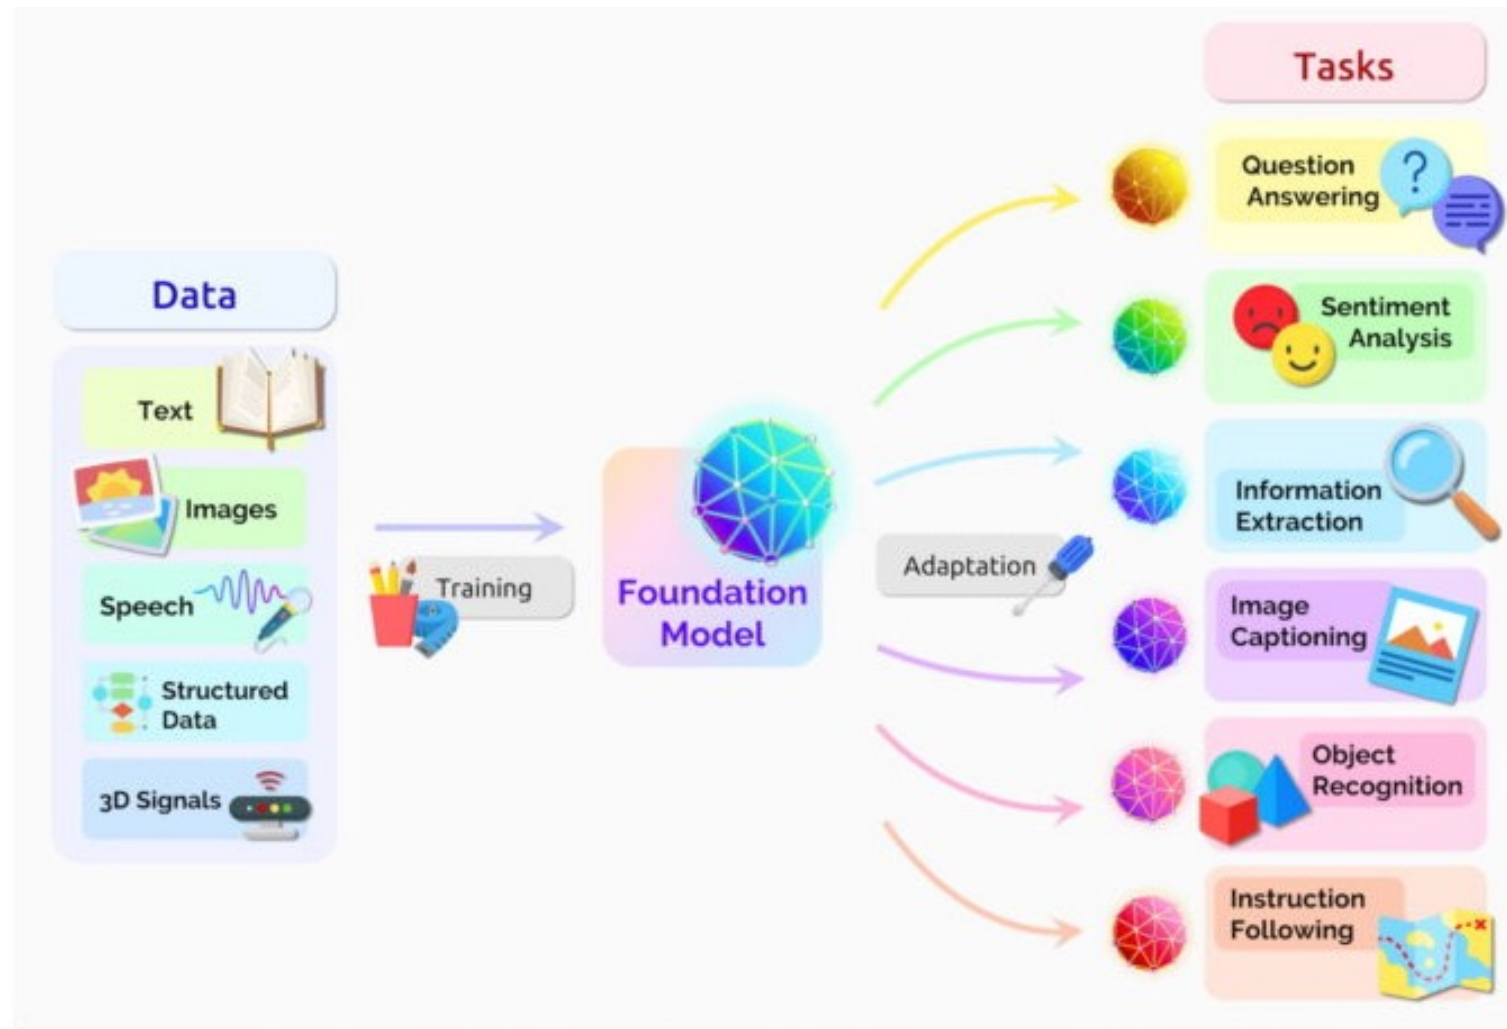 Data
Text
Images
Speech
Structured
Data
3D Signals
Training
Foundation
Model
Adaptation
Tasks
Question
Answering
Sentiment
Analysis
Information
Extraction
Image
Captioning
Object
Recognition
Instruction
Following